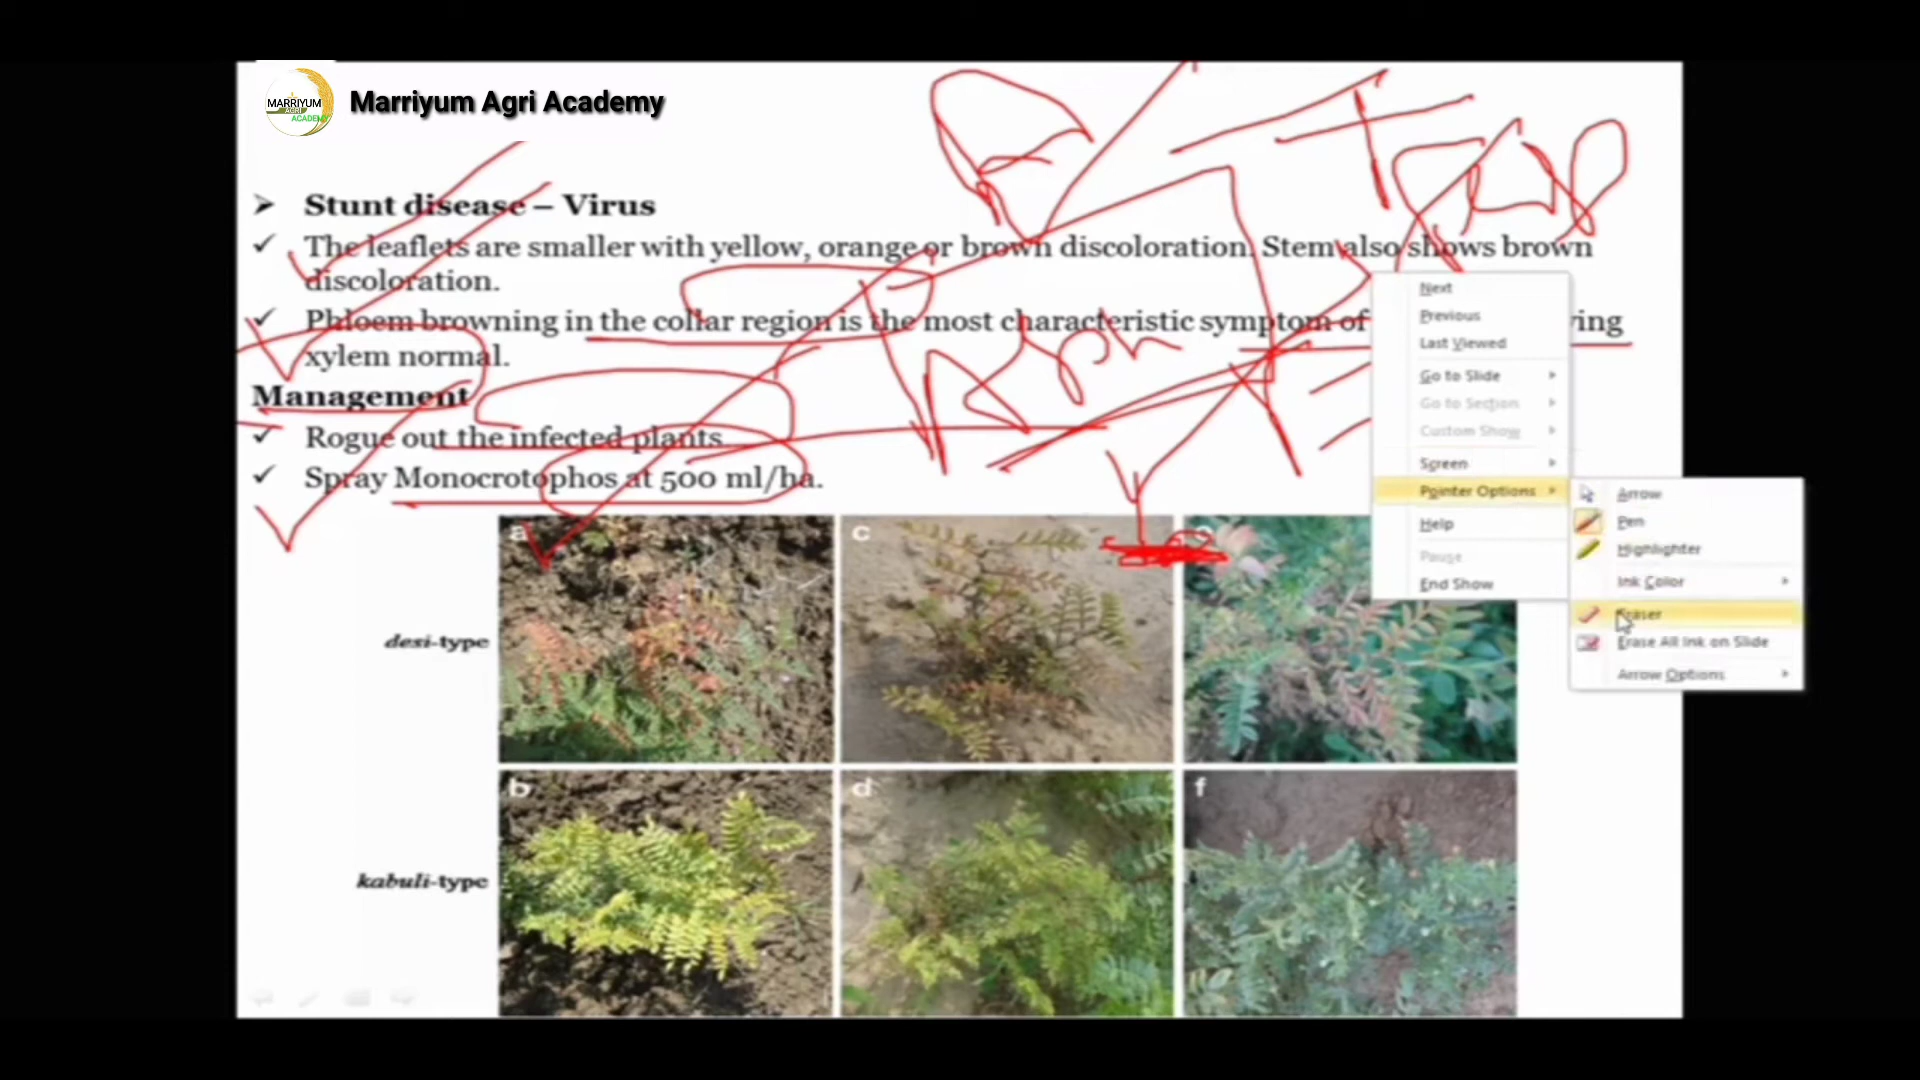 MARRIYUM
AGRI
ACADEMY
Marriyum Agri Academy
➤ Stunt disease – Virus
✓ The leaflets are smaller with yellow, orange or brown discoloration. Stem also shows brown
discoloration.
✓ Phloem browning in the collar region is the most characteristic symptom of
xylem normal.
Management
✓ Rogue out the infected plants.
✓ Spray Monocrotophos at 500 ml/ha.
Next
Previous
Last Viewed
Go to Slide
Go to Section
Custom Show
Screen
Pointer Options
Help
Pause
End Show
Arrow
Pen
Highlighter
Ink Color
Eraser
Erase All Ink on Slide
Arrow Options
a
c
desi-type
b
d
f
kabuli-type